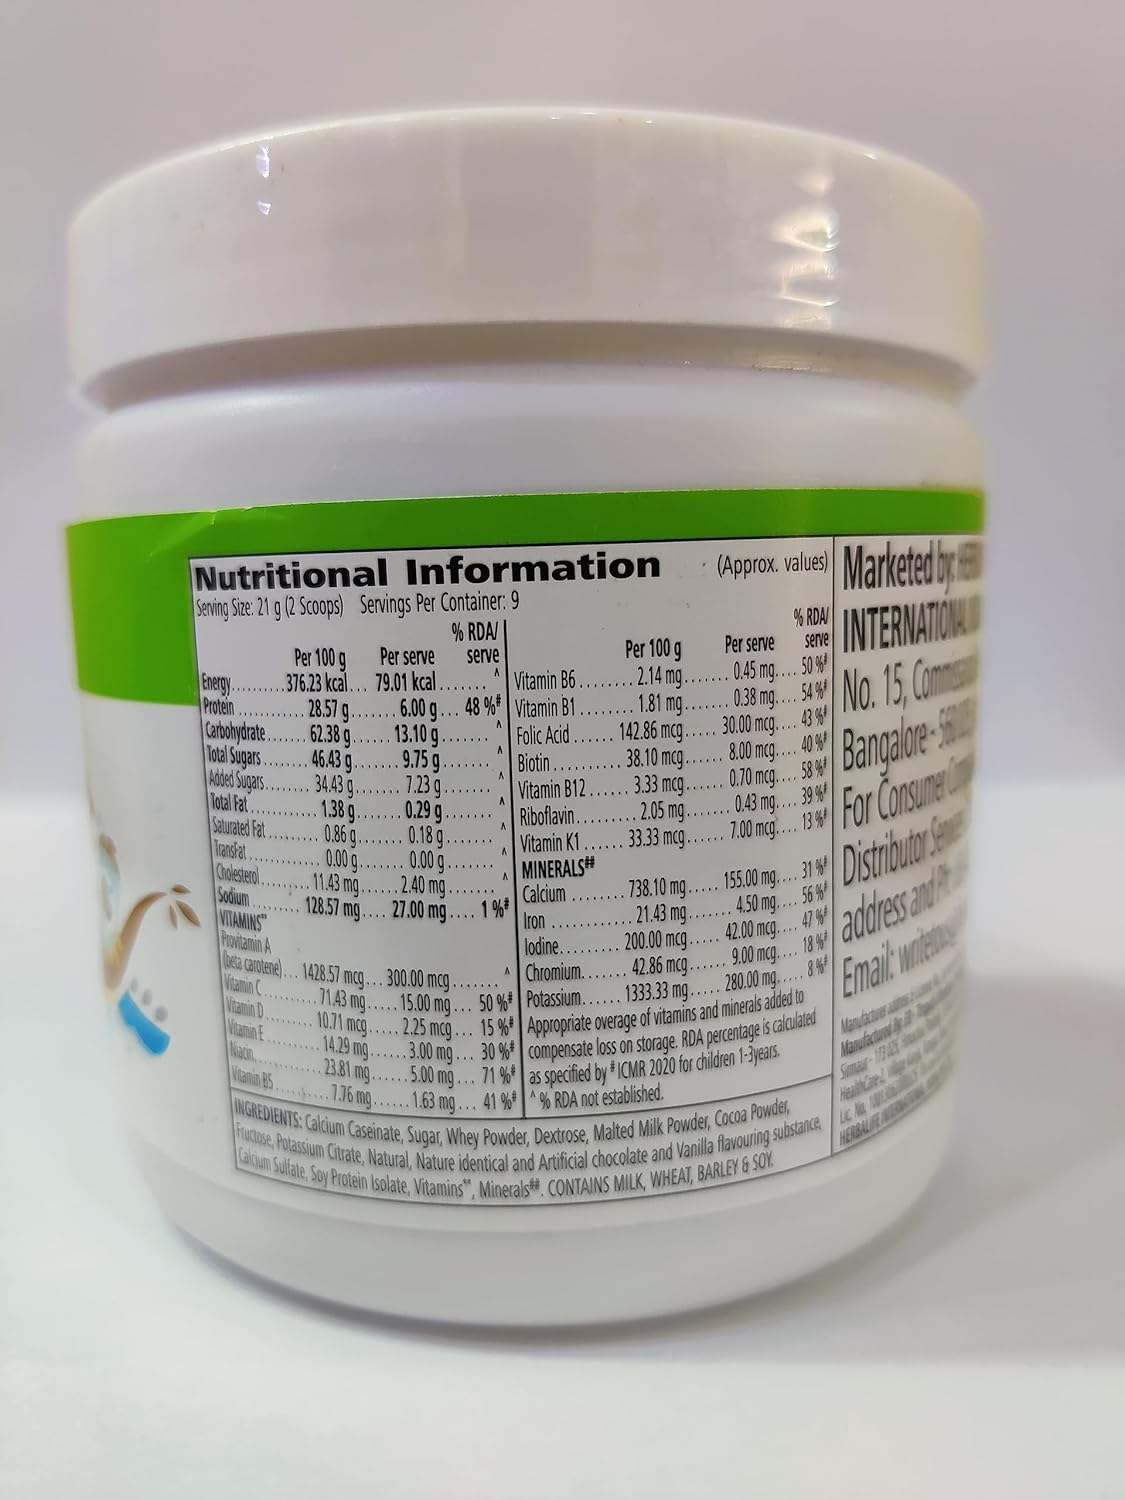 Nutritional Information (Approx. values)
Serving Size: 21 g (2 Scoops) Servings Per Container: 9
Per 100 g Per serve % RDA/ serve
Energy 376.23 kcal 79.01 kcal ^
Protein 28.57 g 6.00 g 48 %#
Carbohydrate 62.38 g 13.10 g ^
Total Sugars 46.43 g 9.75 g ^
Added Sugars 34.43 g 7.23 g ^
Total Fat 1.38 g 0.29 g ^
Saturated Fat 0.86 g 0.18 g ^
TransFat 0.00 g 0.00 g ^
Cholesterol 11.43 mg 2.40 mg ^
Sodium 128.57 mg 27.00 mg 1 %#
VITAMINS**
Provitamin A
(beta carotene) 1428.57 mcg 300.00 mcg ^
Vitamin C 71.43 mg 15.00 mg 50 %#
Vitamin D 10.71 mcg 2.25 mcg 15 %#
Vitamin E 14.29 mg 3.00 mg 30 %#
Niacin 23.81 mg 5.00 mg 71 %#
Vitamin B5 7.76 mg 1.63 mg 41 %#
Per 100 g Per serve % RDA/ serve
Vitamin B6 2.14 mg 0.45 mg 50 %#
Vitamin B1 1.81 mg 0.38 mg 54 %#
Folic Acid 142.86 mcg 30.00 mcg 43 %#
Biotin 38.10 mcg 8.00 mcg 40 %#
Vitamin B12 3.33 mcg 0.70 mcg 58 %#
Riboflavin 2.05 mg 0.43 mg 39 %#
Vitamin K1 33.33 mcg 7.00 mcg 13 %#
MINERALS##
Calcium 738.10 mg 155.00 mg 31 %#
Iron 21.43 mg 4.50 mg 56 %#
Iodine 200.00 mcg 42.00 mcg 47 %#
Chromium 42.86 mcg 9.00 mcg 18 %#
Potassium 1333.33 mg 280.00 mg 8 %#
Appropriate overage of vitamins and minerals added to
compensate loss on storage. RDA percentage is calculated
as specified by # ICMR 2020 for children 1-3years.
^ % RDA not established.
INGREDIENTS: Calcium Caseinate, Sugar, Whey Powder, Dextrose, Malted Milk Powder, Cocoa Powder,
Fructose, Potassium Citrate, Natural, Nature identical and Artificial chocolate and Vanilla flavouring substance,
Calcium Sulfate, Soy Protein Isolate, Vitamins**, Minerals##. CONTAINS MILK, WHEAT, BARLEY & SOY.
Marketed by:
INTERNATIONAL
No. 15,
Bangalore -
For Consumer
Distributor
address and
Email:
Manufacturer
Manufactured by:
Lic. No.
HERBALIFE INTERNATIONAL